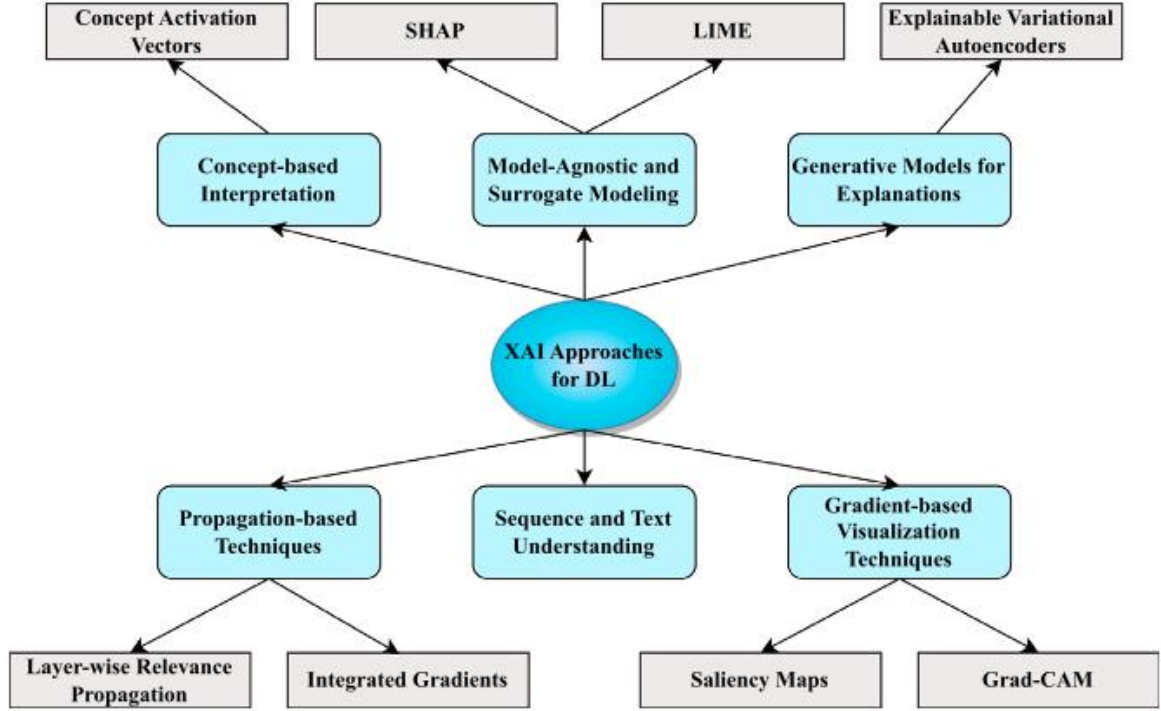 Concept Activation
Vectors
SHAP
LIME
Explainable Variational
Autoencoders
Concept-based
Interpretation
Model-Agnostic and
Surrogate Modeling
Generative Models for
Explanations
XAI Approaches
for DL
Propagation-based
Techniques
Sequence and Text
Understanding
Gradient-based
Visualization
Techniques
Layer-wise Relevance
Propagation
Integrated Gradients
Saliency Maps
Grad-CAM